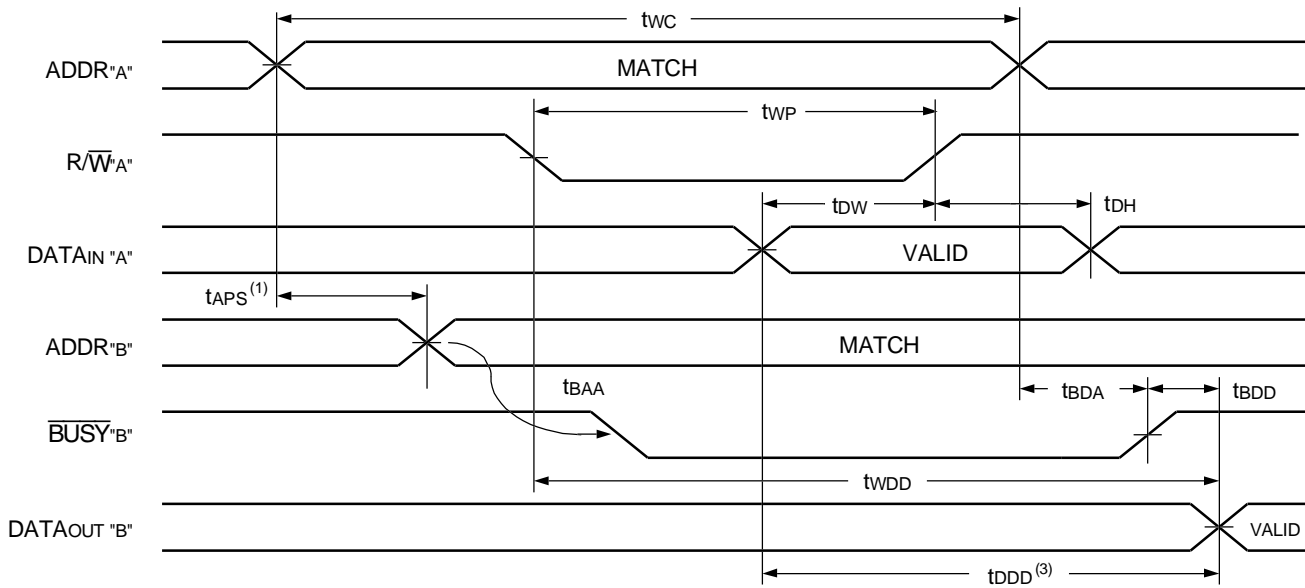 tWC
ADDR"A"
MATCH
tWP
R/W̅"A"
tDW
tDH
DATAIN "A"
VALID
tAPS(1)
ADDR"B"
MATCH
tBAA
tBDA
tBDD
B̅U̅S̅Y̅"B"
tWDD
DATAOUT "B"
VALID
tDDD(3)